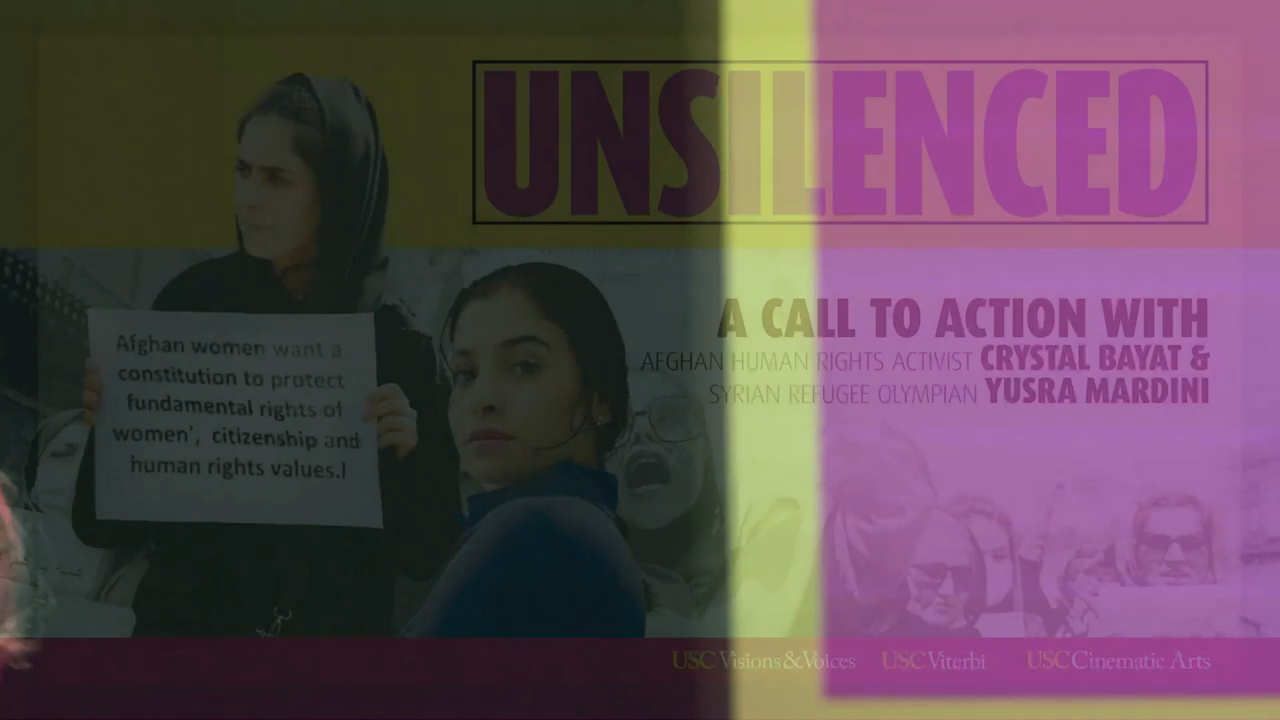 UNSILENCED
A CALL TO ACTION WITH
AFGHAN HUMAN RIGHTS ACTIVIST CRYSTAL BAYAT &
SYRIAN REFUGEE OLYMPIAN YUSRA MARDINI
Afghan women want a
constitution to protect
fundamental rights of
women', citizenship and
human rights values.l
USC Visions&Voices USC Viterbi USC Cinematic Arts